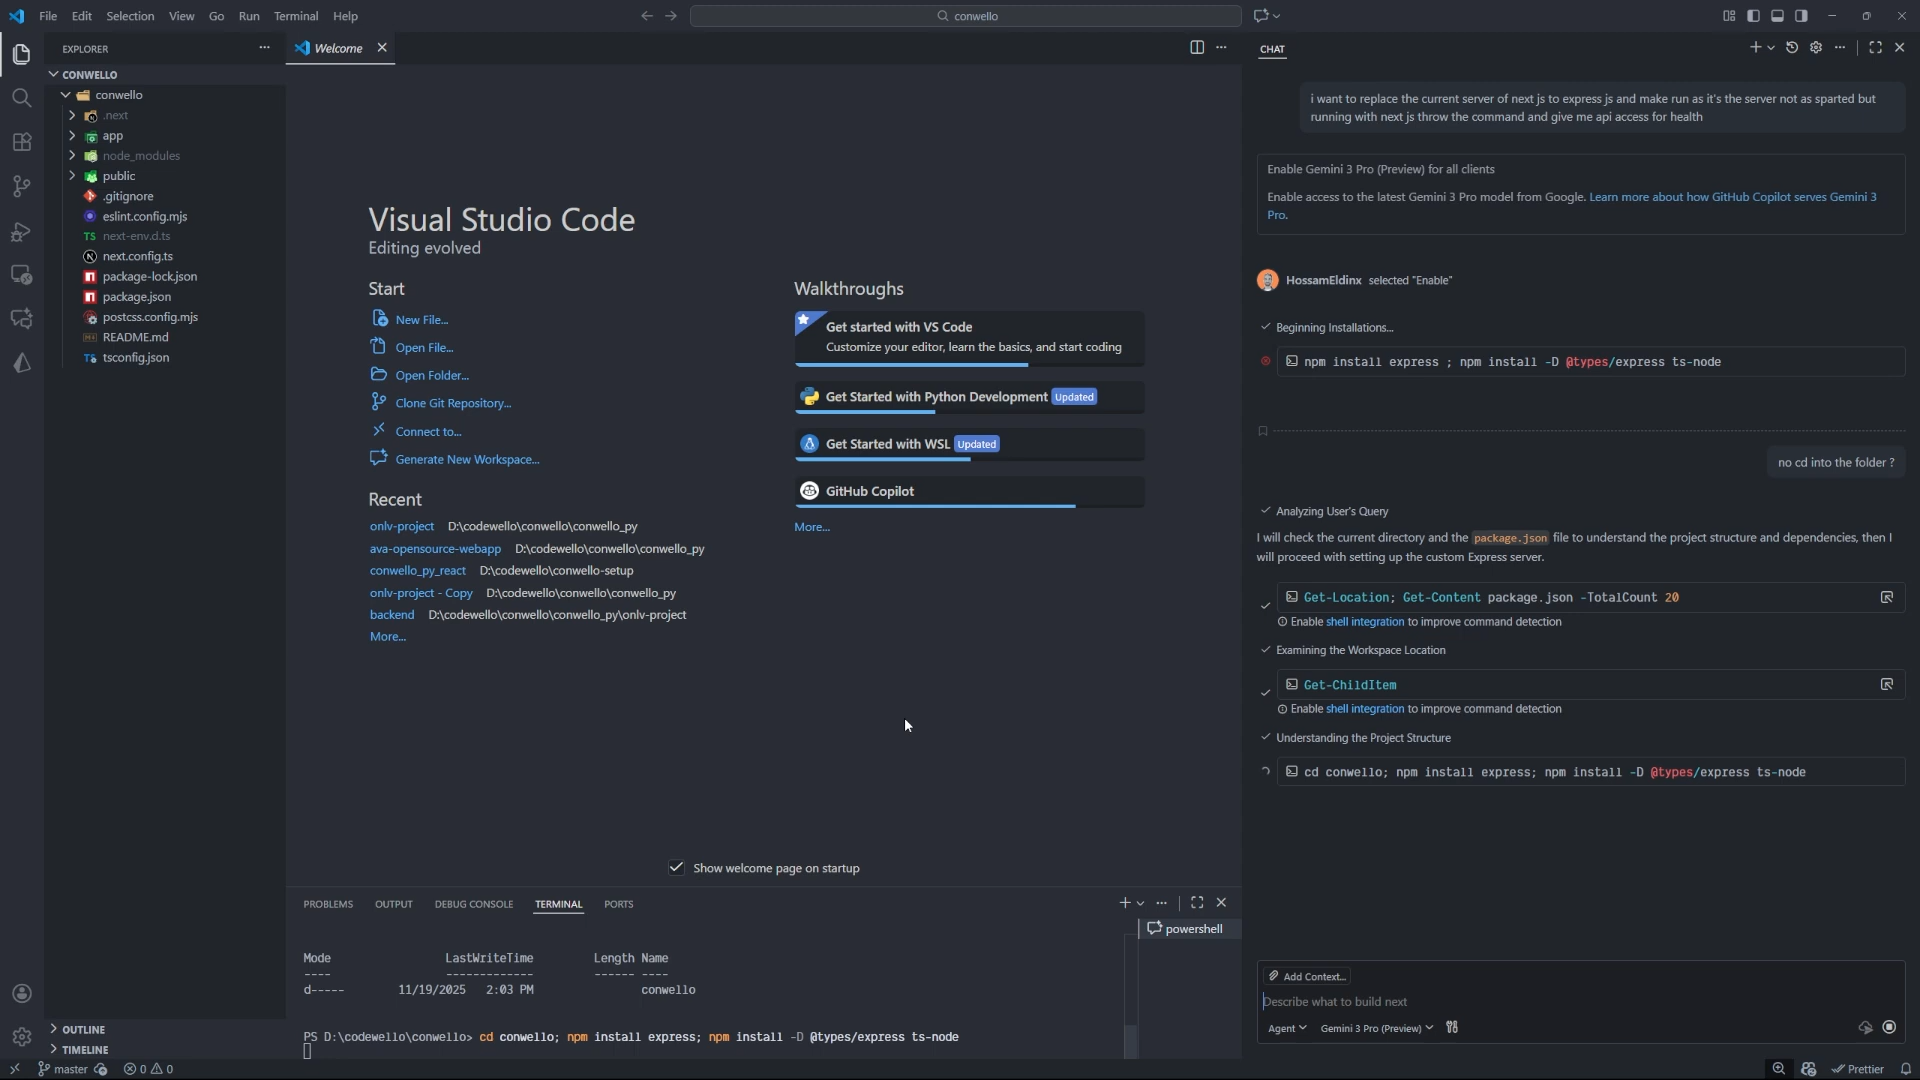 File Edit Selection View Go Run Terminal Help
conwello
EXPLORER
CONWELLO
conwello
.next
app
node_modules
public
.gitignore
eslint.config.mjs
TS next-env.d.ts
next.config.ts
package-lock.json
package.json
postcss.config.mjs
README.md
tsconfig.json
OUTLINE
TIMELINE
Welcome
Visual Studio Code
Editing evolved
Start
New File...
Open File...
Open Folder...
Clone Git Repository...
Connect to...
Generate New Workspace...
Recent
onlv-project D:\codewello\conwello\conwello_py
ava-opensource-webapp D:\codewello\conwello\conwello_py
conwello_py_react D:\codewello\conwello-setup
onlv-project - Copy D:\codewello\conwello\conwello_py
backend D:\codewello\conwello\conwello_py\onlv-project
More...
Walkthroughs
Get started with VS Code
Customize your editor, learn the basics, and start coding
Get Started with Python Development Updated
Get Started with WSL Updated
GitHub Copilot
More...
Show welcome page on startup
PROBLEMS OUTPUT DEBUG CONSOLE TERMINAL PORTS
powershell
Mode LastWriteTime Length Name
---- ------------- ------ ----
d----- 11/19/2025 2:03 PM conwello
PS D:\codewello\conwello> cd conwello; npm install express; npm install -D @types/express ts-node
CHAT
i want to replace the current server of next js to express js and make run as it's the server not as sparted but
running with next js throw the command and give me api access for health
Enable Gemini 3 Pro (Preview) for all clients
Enable access to the latest Gemini 3 Pro model from Google. Learn more about how GitHub Copilot serves Gemini 3
Pro.
HossamEldinx selected "Enable"
Beginning Installations...
npm install express ; npm install -D @types/express ts-node
no cd into the folder ?
Analyzing User's Query
I will check the current directory and the package.json file to understand the project structure and dependencies, then I
will proceed with setting up the custom Express server.
Get-Location; Get-Content package.json -TotalCount 20
Enable shell integration to improve command detection
Examining the Workspace Location
Get-ChildItem
Enable shell integration to improve command detection
Understanding the Project Structure
cd conwello; npm install express; npm install -D @types/express ts-node
Add Context...
Describe what to build next
Agent Gemini 3 Pro (Preview)
master 0 0 Prettier